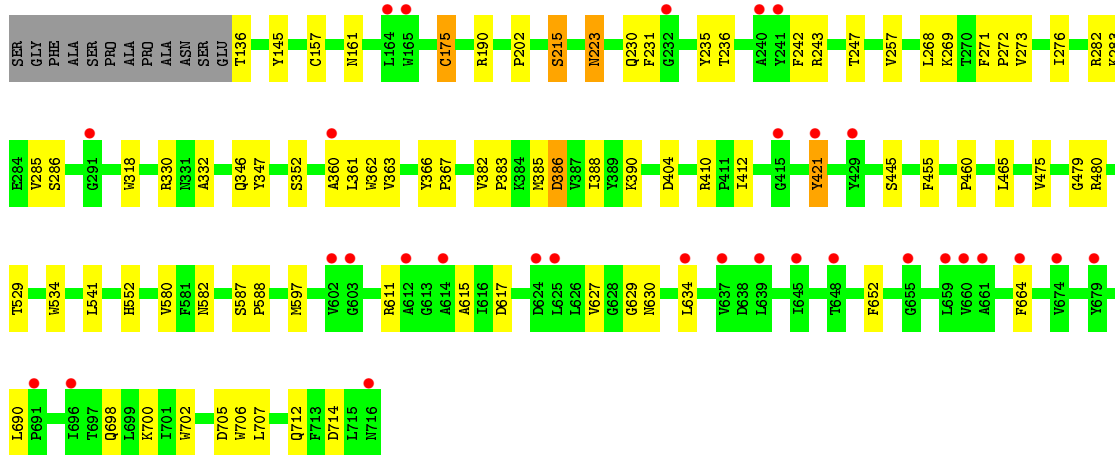 SER GLY PHE ALA SER PRO ALA PRO ALA ASN SER GLU T136 Y145 C157 N161 L164 W165 C175 R190 P202 S215 N223 Q230 F231 G232 Y235 T236 A240 Y241 F242 R243 T247 V257 L268 K269 T270 F271 P272 V273 I276 R282 K283
E284 V285 S286 G291 W318 R330 N331 A332 Q346 Y347 S352 A360 L361 W362 V363 Y366 P367 V382 P383 K384 M385 D386 V387 I388 Y389 K390 D404 R410 P411 I412 G415 Y421 Y429 S445 F455 P460 L465 V475 G479 R480
T529 W534 L541 H552 V580 F581 N582 S587 P588 M597 V602 G603 R611 A612 G613 A614 A615 I616 D617 D624 L625 L626 V627 G628 G629 N630 L634 V637 D638 L639 I645 T648 F652 G655 L659 V660 A661 F664 V674 Y679
L690 P691 I696 T697 Q698 L699 K700 I701 W702 D705 W706 L707 Q712 F713 D714 L715 N716